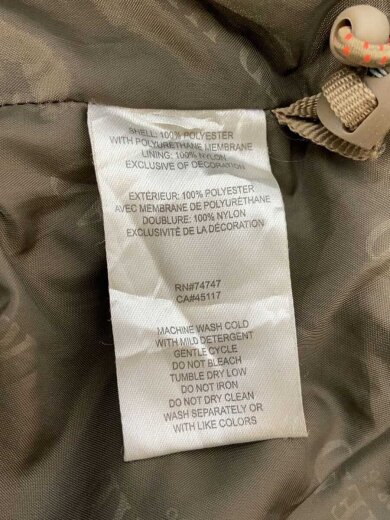 SHELL: 100% POLYESTER
WITH POLYURETHANE MEMBRANE
LINING: 100% NYLON
EXCLUSIVE OF DECORATION
EXTÉRIEUR: 100% POLYESTER
AVEC MEMBRANE DE POLYURÉTHANE
DOUBLURE: 100% NYLON
EXCLUSIVITÉ DE LA DÉCORATION
RN#74747
CA#45117
MACHINE WASH COLD
WITH MILD DETERGENT
GENTLE CYCLE
DO NOT BLEACH
TUMBLE DRY LOW
DO NOT IRON
DO NOT DRY CLEAN
WASH SEPARATELY OR
WITH LIKE COLORS